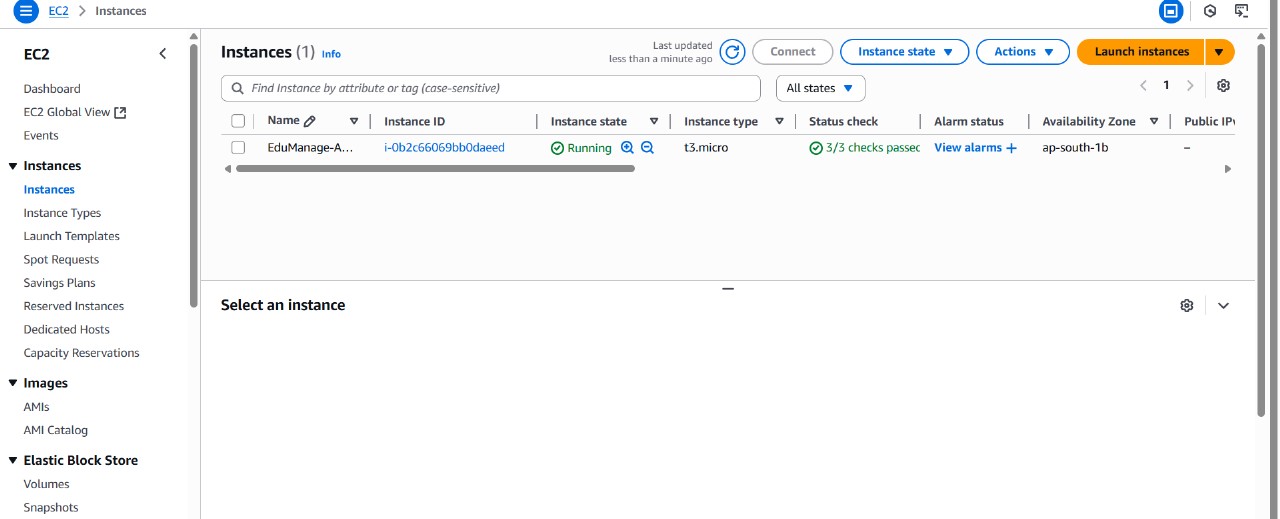 EC2 > Instances
EC2
Dashboard
EC2 Global View
Events
Instances
Instances
Instance Types
Launch Templates
Spot Requests
Savings Plans
Reserved Instances
Dedicated Hosts
Capacity Reservations
Images
AMIs
AMI Catalog
Elastic Block Store
Volumes
Snapshots
Instances (1) Info
Last updated
less than a minute ago
Connect
Instance state
Actions
Launch instances
Find Instance by attribute or tag (case-sensitive)
All states
1
Name Instance ID Instance state Instance type Status check Alarm status Availability Zone Public IPv
EduManage-A... i-0b2c66069bb0daeed Running t3.micro 3/3 checks passec View alarms + ap-south-1b –
Select an instance